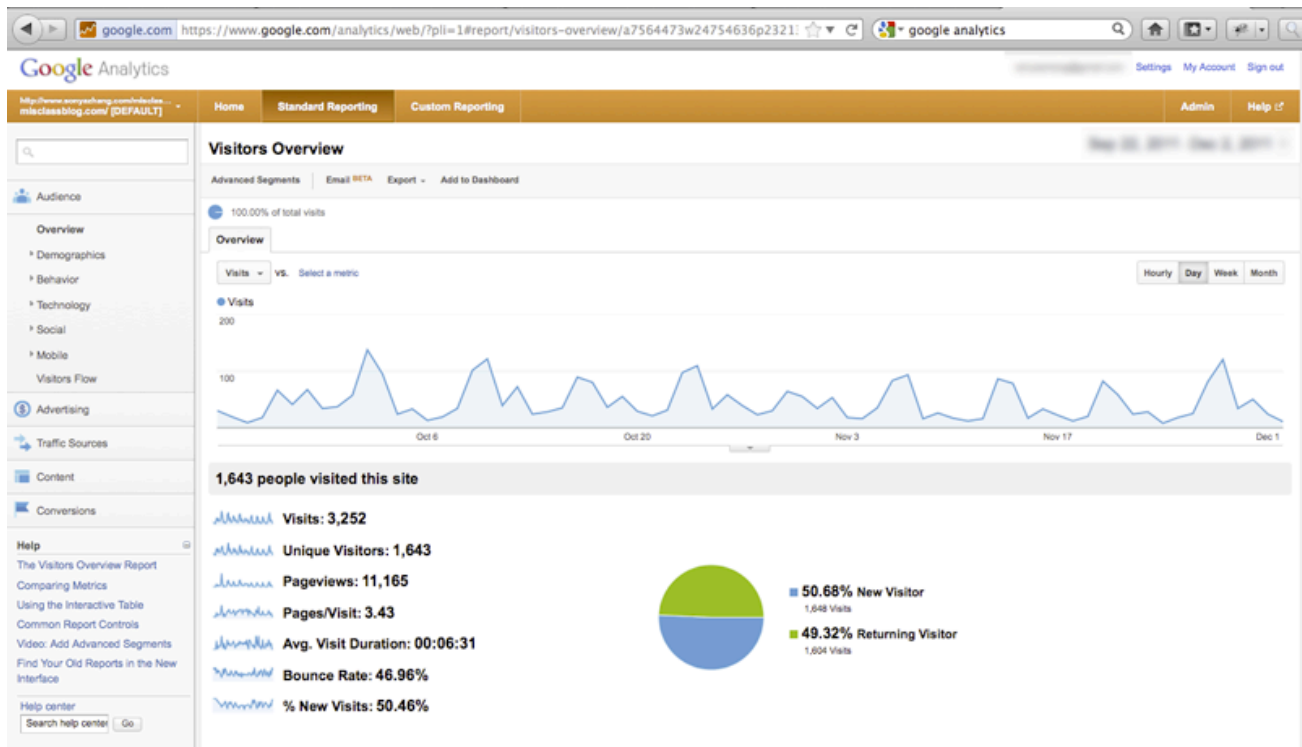 google.com https://www.google.com/analytics/web/?pli=1#report/visitors-overview/a7564473w24754636p2321
google analytics
Google Analytics
Settings My Account Sign out
misclassblog.com/ [DEFAULT]
Home Standard Reporting Custom Reporting Admin Help
Visitors Overview
Advanced Segments Email BETA Export Add to Dashboard
Audience
100.00% of total visits
Overview
Overview
Demographics
Visits VS. Select a metric
Hourly Day Week Month
Behavior
Visits
Technology
200
Social
Mobile
Visitors Flow
100
Advertising
Oct 6 Oct 20 Nov 3 Nov 17 Dec 1
Traffic Sources
Content
1,643 people visited this site
Conversions
Visits: 3,252
Help
Unique Visitors: 1,643
The Visitors Overview Report
Comparing Metrics
Pageviews: 11,165
50.68% New Visitor
Using the Interactive Table
1,648 Visits
Common Report Controls
Pages/Visit: 3.43
49.32% Returning Visitor
Video: Add Advanced Segments
Avg. Visit Duration: 00:06:31
1,604 Visits
Find Your Old Reports in the New
Interface
Bounce Rate: 46.96%
Help center
% New Visits: 50.46%
Search help center Go